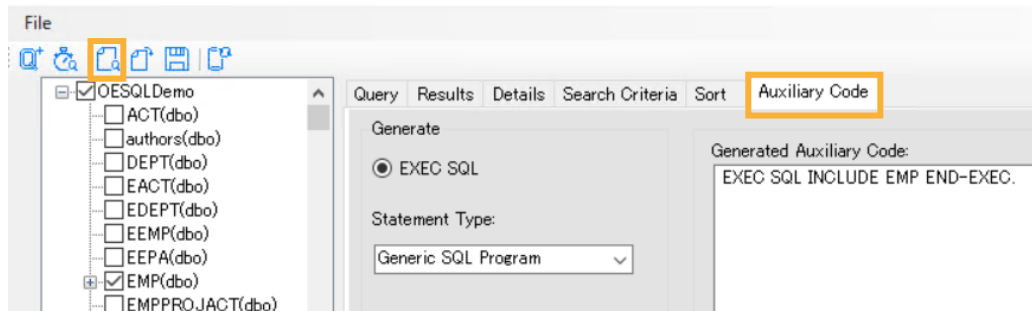 File
OESQLDemo
ACT(dbo)
authors(dbo)
DEPT(dbo)
EACT(dbo)
EDEPT(dbo)
EEMP(dbo)
EEPA(dbo)
EMP(dbo)
EMPPROJACT(dbo)
Query Results Details Search Criteria Sort Auxiliary Code
Generate
EXEC SQL
Statement Type:
Generic SQL Program
Generated Auxiliary Code:
EXEC SQL INCLUDE EMP END-EXEC.